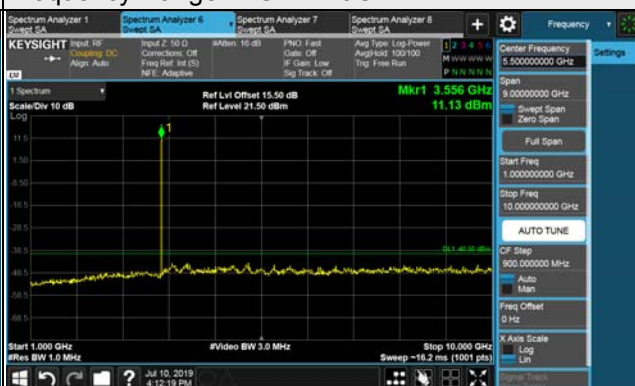 Spectrum Analyzer 1
Swept SA
Spectrum Analyzer 6
Swept SA
Spectrum Analyzer 7
Swept SA
Spectrum Analyzer 8
Swept SA
+
Frequency
KEYSIGHT
Input: RF
Coupling: DC
Align: Auto
Input Z: 50 Ω
Corrections: Off
Freq Ref: Int (S)
NFE: Adaptive
#Atten: 16 dB
PNO: Fast
Gate: Off
IF Gain: Low
Sig Track: Off
Avg Type: Log-Power
Avg|Hold: 100/100
Trig: Free Run
1 2 3 4 5 6
M W W W W W
P N N N N N
LXI
Center Frequency
5.500000000 GHz
Settings
Span
9.00000000 GHz
Swept Span
Zero Span
Full Span
Start Freq
1.000000000 GHz
Stop Freq
10.000000000 GHz
AUTO TUNE
CF Step
900.000000 MHz
Auto
Man
Freq Offset
0 Hz
X Axis Scale
Log
Lin
Signal Track
1 Spectrum
Scale/Div 10 dB
Log
Ref Lvl Offset 15.50 dB
Ref Level 21.50 dBm
Mkr1 3.556 GHz
11.13 dBm
1
11.5
1.50
-8.50
-18.5
-28.5
-38.5
-48.5
-58.5
-68.5
DL1 -40.00 dBm
Start 1.000 GHz
#Res BW 1.0 MHz
#Video BW 3.0 MHz
Stop 10.000 GHz
Sweep ~16.2 ms (1001 pts)
?
Jul 10, 2019
4:12:19 PM